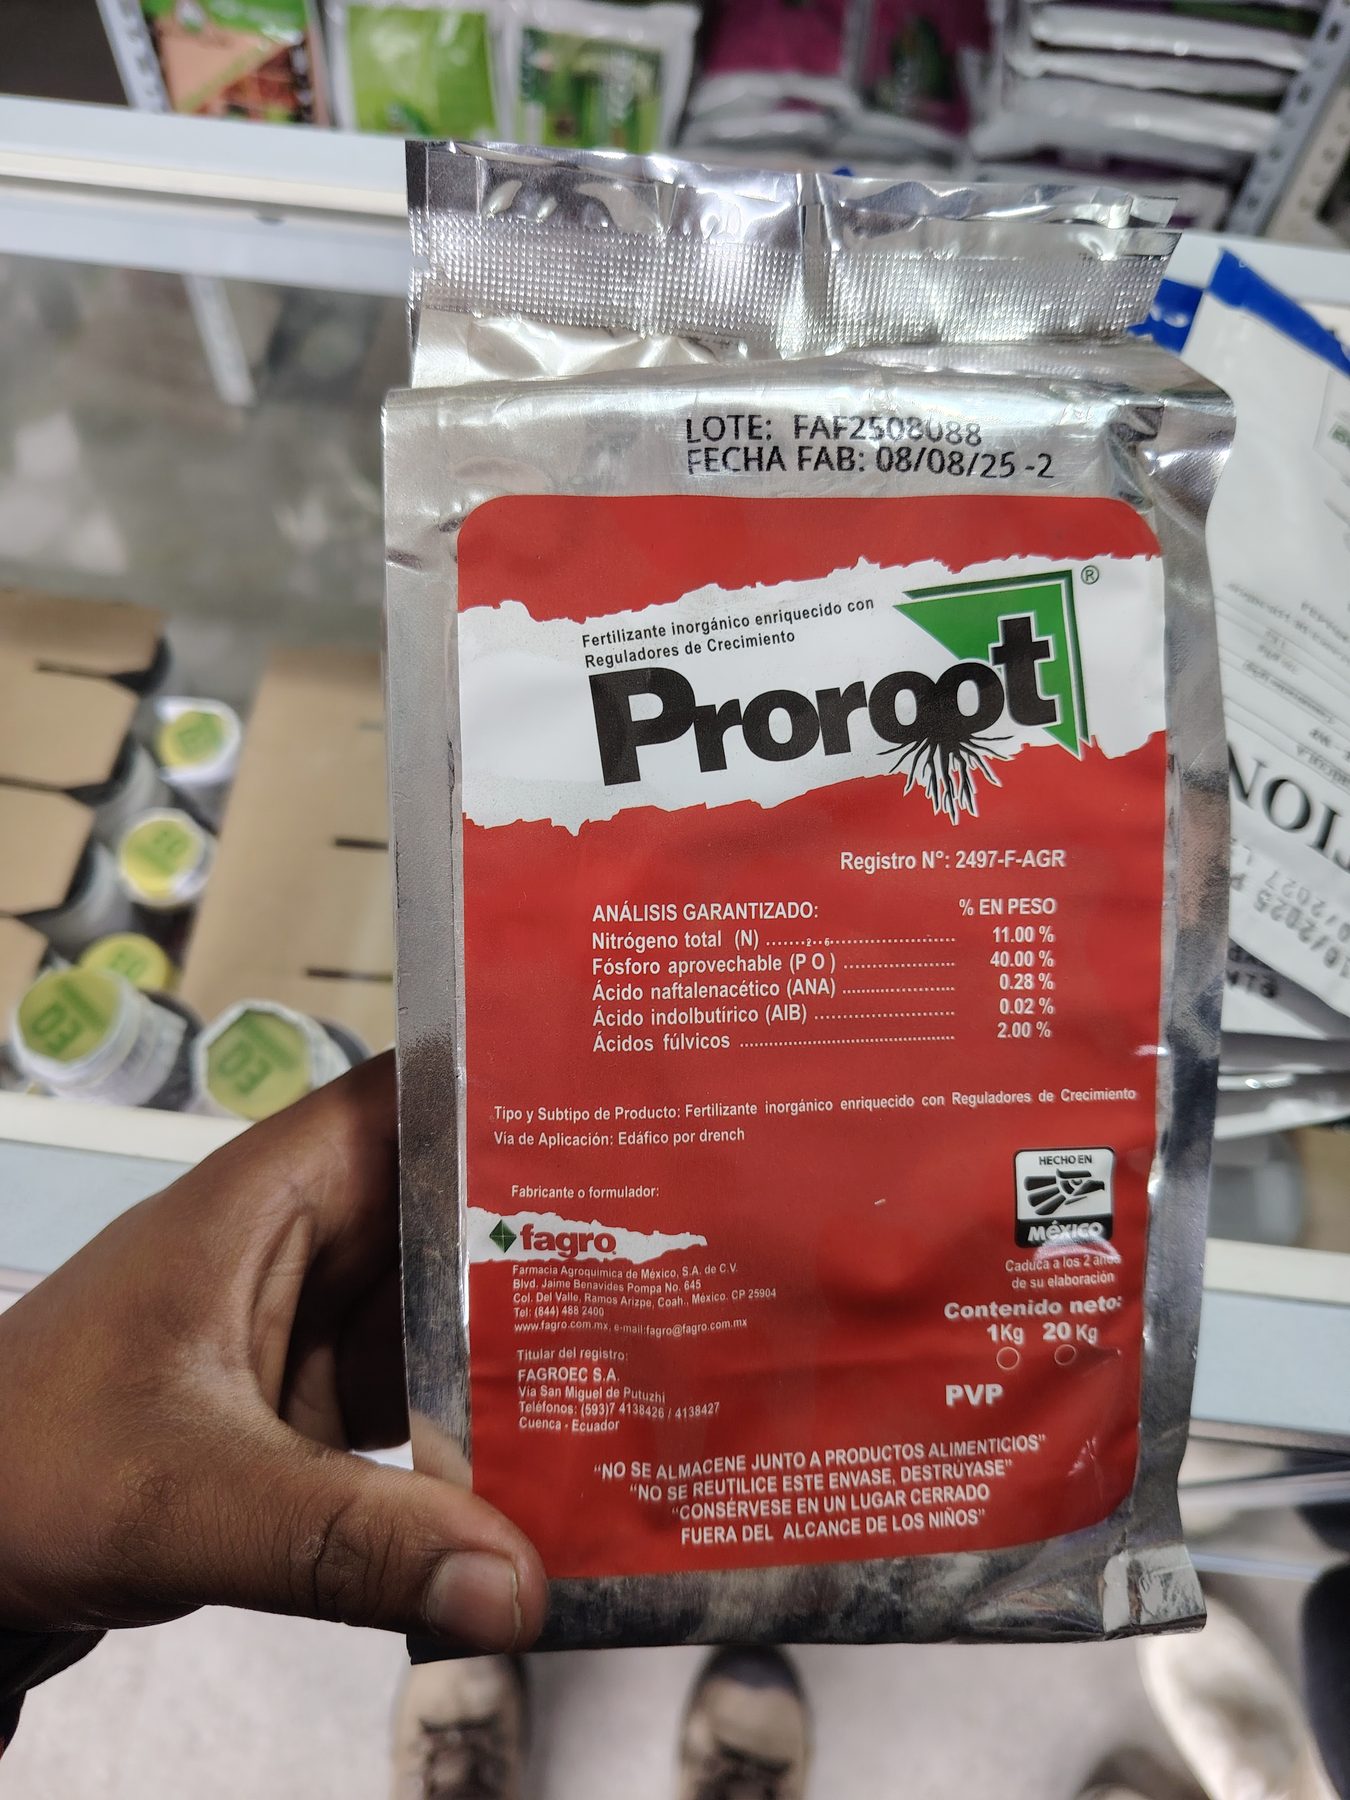 LOTE: FAF2508088
FECHA FAB: 08/08/25 -2
Fertilizante inorgánico enriquecido con
Reguladores de Crecimiento
Proroot ®
Registro N°: 2497-F-AGR
ANÁLISIS GARANTIZADO: % EN PESO
Nitrógeno total (N) 11.00 %
2 5
Fósforo aprovechable (P O ) 40.00 %
Ácido naftalenacético (ANA) 0.28 %
Ácido indolbutírico (AIB) 0.02 %
Ácidos fúlvicos 2.00 %
Tipo y Subtipo de Producto: Fertilizante inorgánico enriquecido con Reguladores de Crecimiento
Vía de Aplicación: Edáfico por drench
HECHO EN
MéXICO
Fabricante o formulador:
fagro
Farmacia Agroquímica de México, S.A. de C.V.
Blvd. Jaime Benavides Pompa No. 645
Col. Del Valle, Ramos Arizpe, Coah., México. CP 25904
Tel: (844) 488 2400
www.fagro.com.mx, e-mail:fagro@fagro.com.mx
Caduca a los 2 años
de su elaboración
Contenido neto:
1Kg 20 Kg
PVP
Titular del registro:
FAGROEC S.A.
Vía San Miguel de Putuzhi
Teléfonos: (593)7 4138426 / 4138427
Cuenca - Ecuador
"NO SE ALMACENE JUNTO A PRODUCTOS ALIMENTICIOS"
"NO SE REUTILICE ESTE ENVASE, DESTRÚYASE"
"CONSÉRVESE EN UN LUGAR CERRADO
FUERA DEL ALCANCE DE LOS NIÑOS"